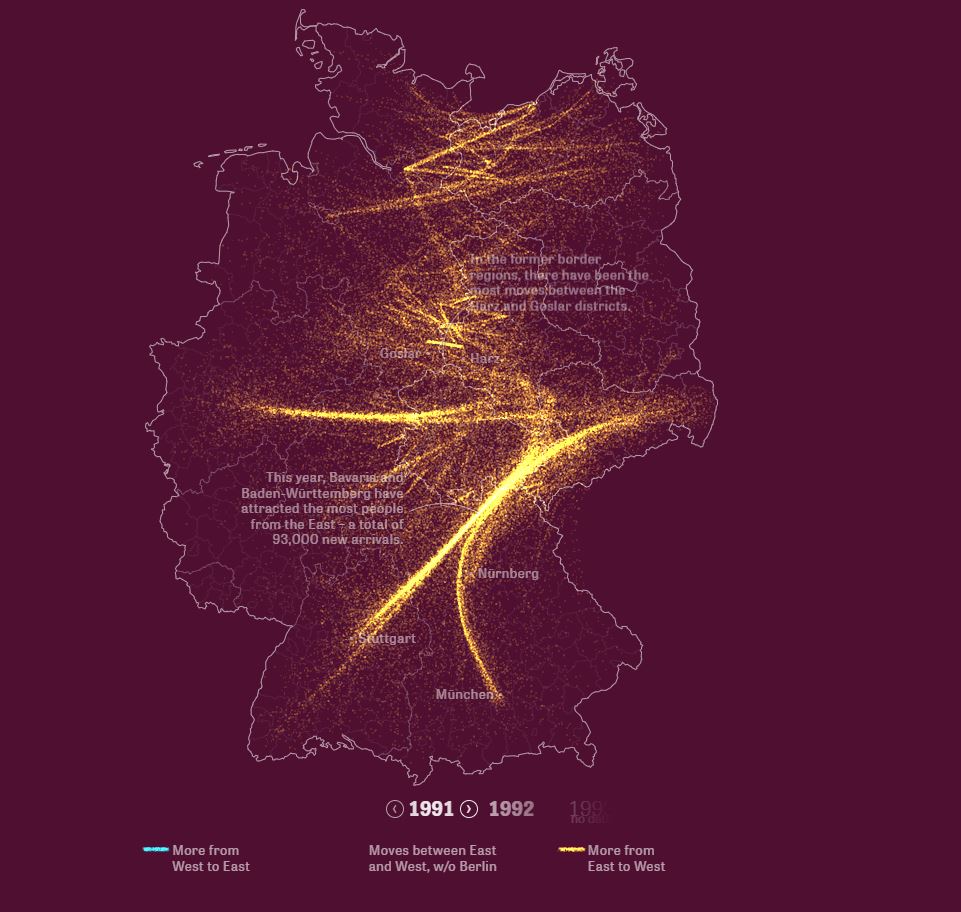 In the former border
regions, there have been the
most moves between the
Harz and Goslar districts.
Goslar
Harz
This year, Bavaria and
Baden-Württemberg have
attracted the most people
from the East – a total of
93,000 new arrivals.
Nürnberg
Stuttgart
München
1991 1992
no
More from
West to East
Moves between East
and West, w/o Berlin
More from
East to West